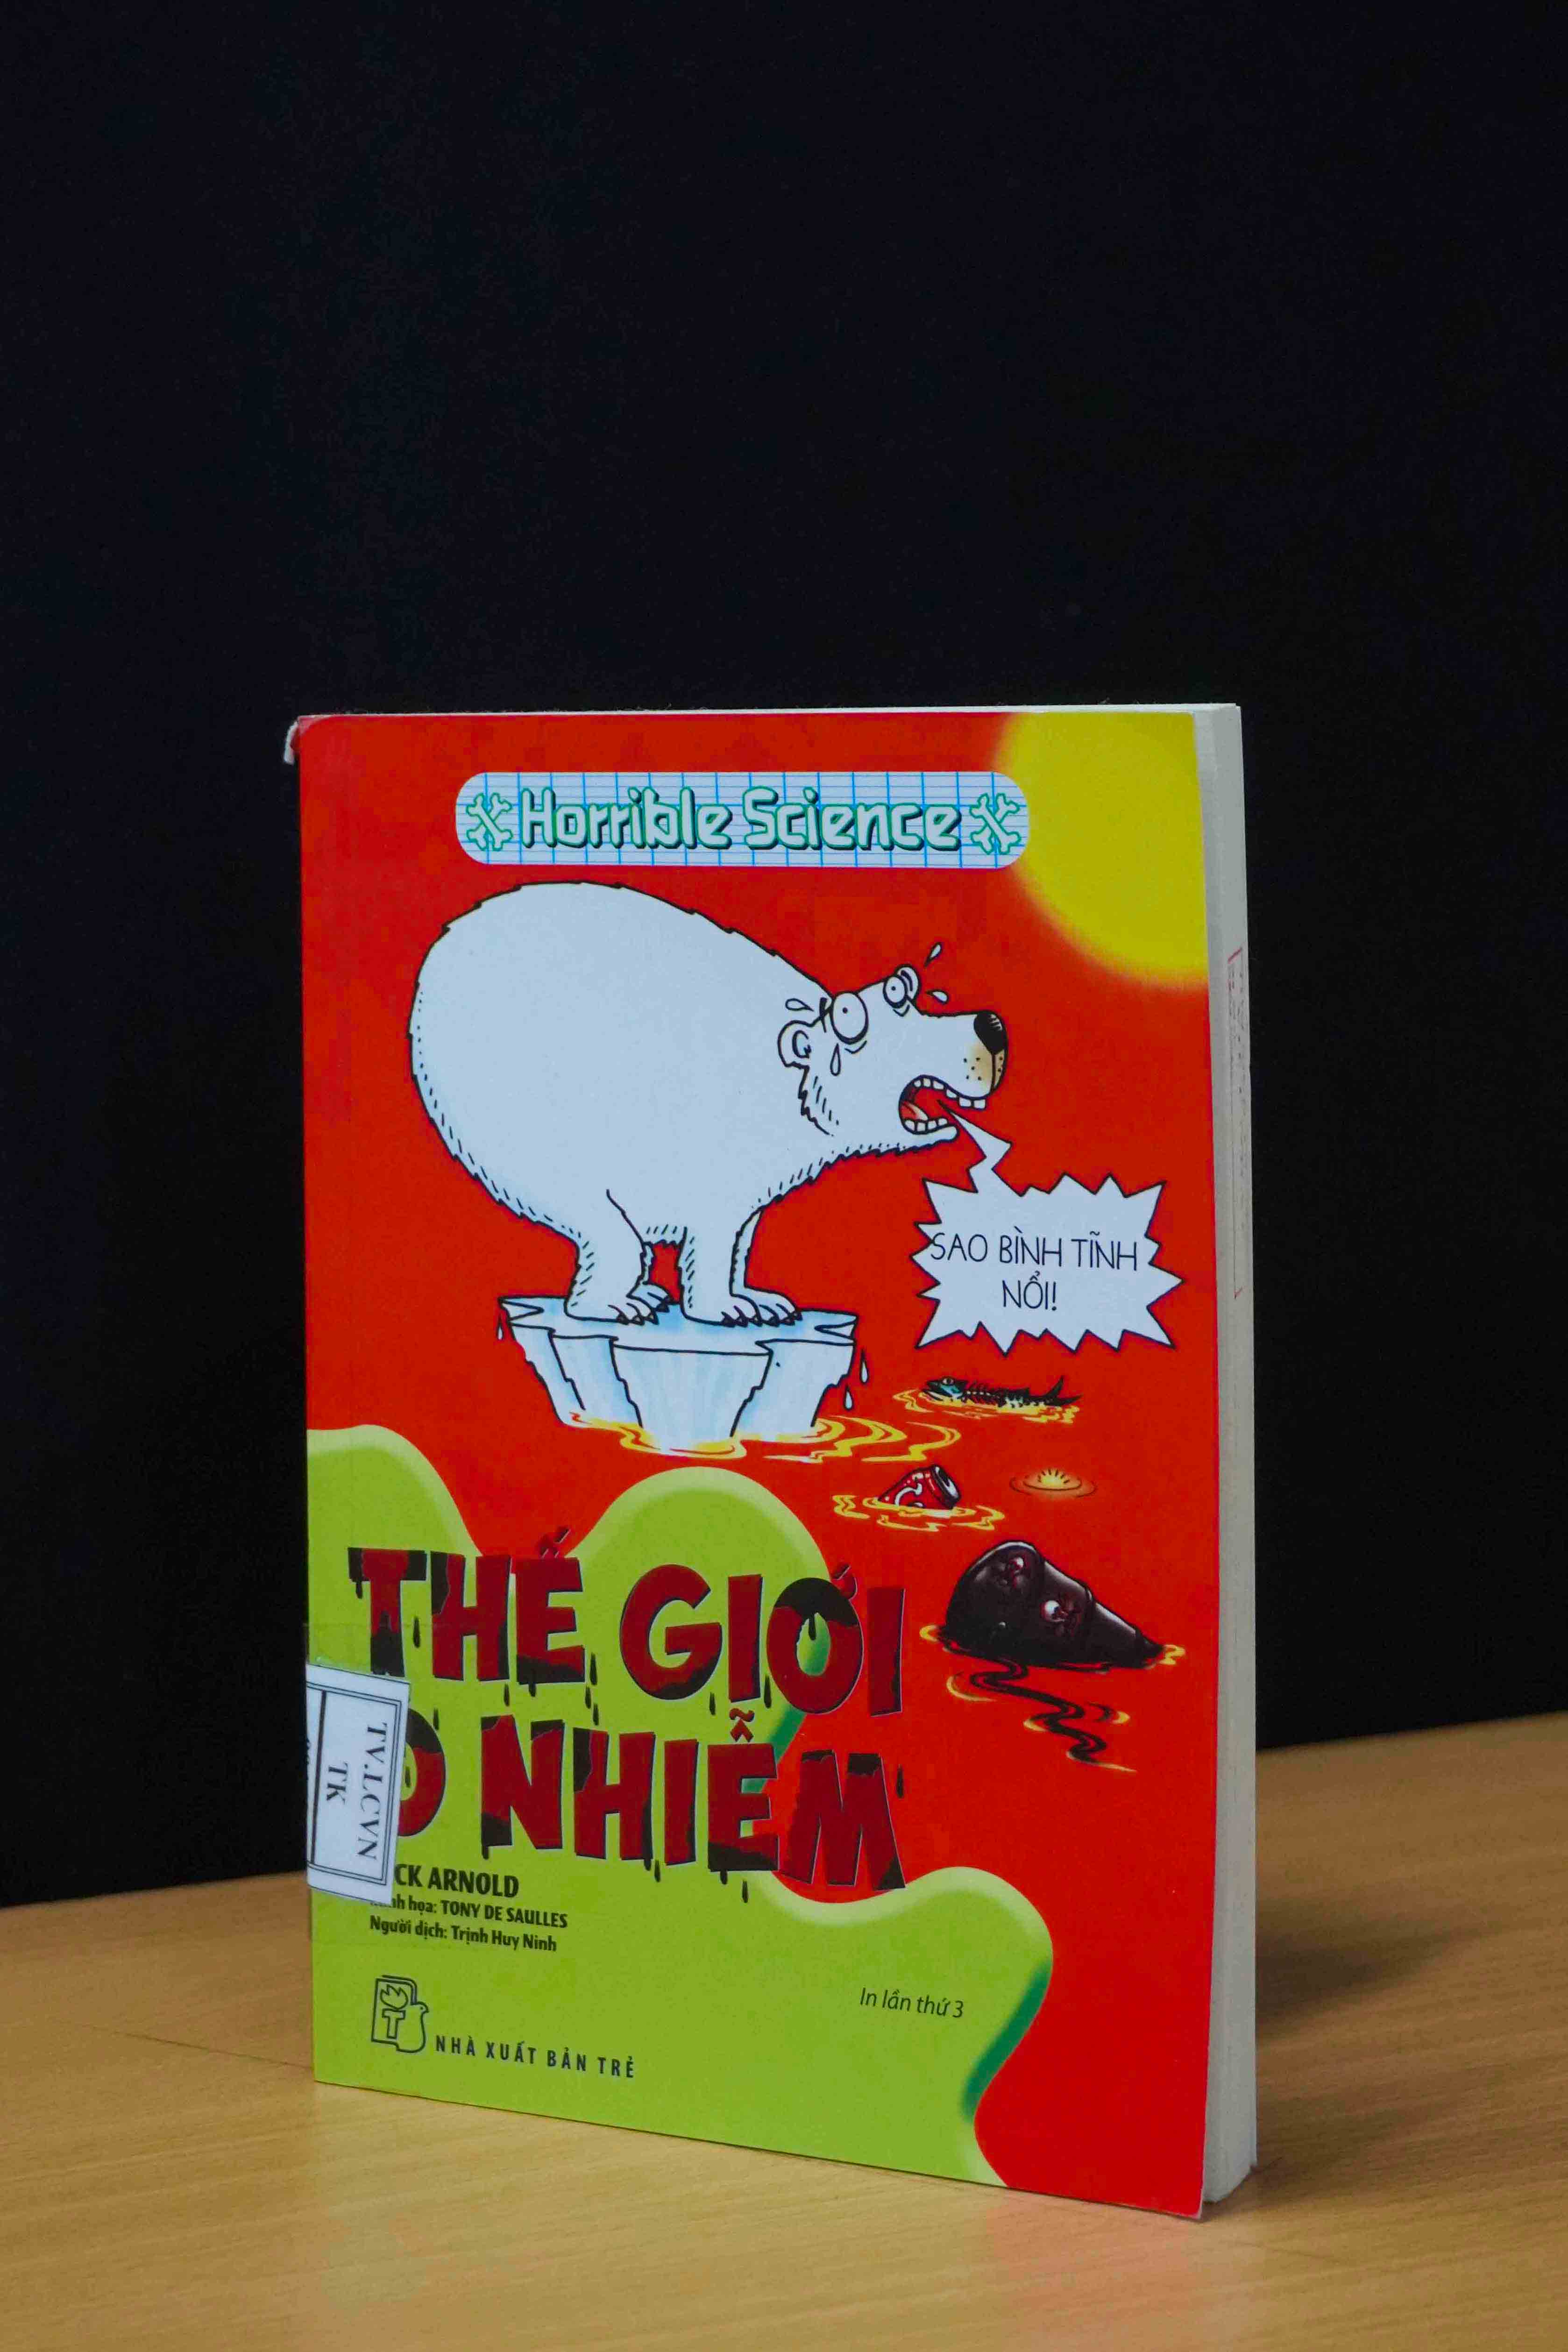 Horrible Science
SAO BÌNH TĨNH
NỔI!
THẾ GIỚI
NHIỄM
TV.LCVN
TK
CK ARNOLD
họa: TONY DE SAULLES
Người dịch: Trịnh Huy Ninh
In lần thứ 3
NHÀ XUẤT BẢN TRẺ